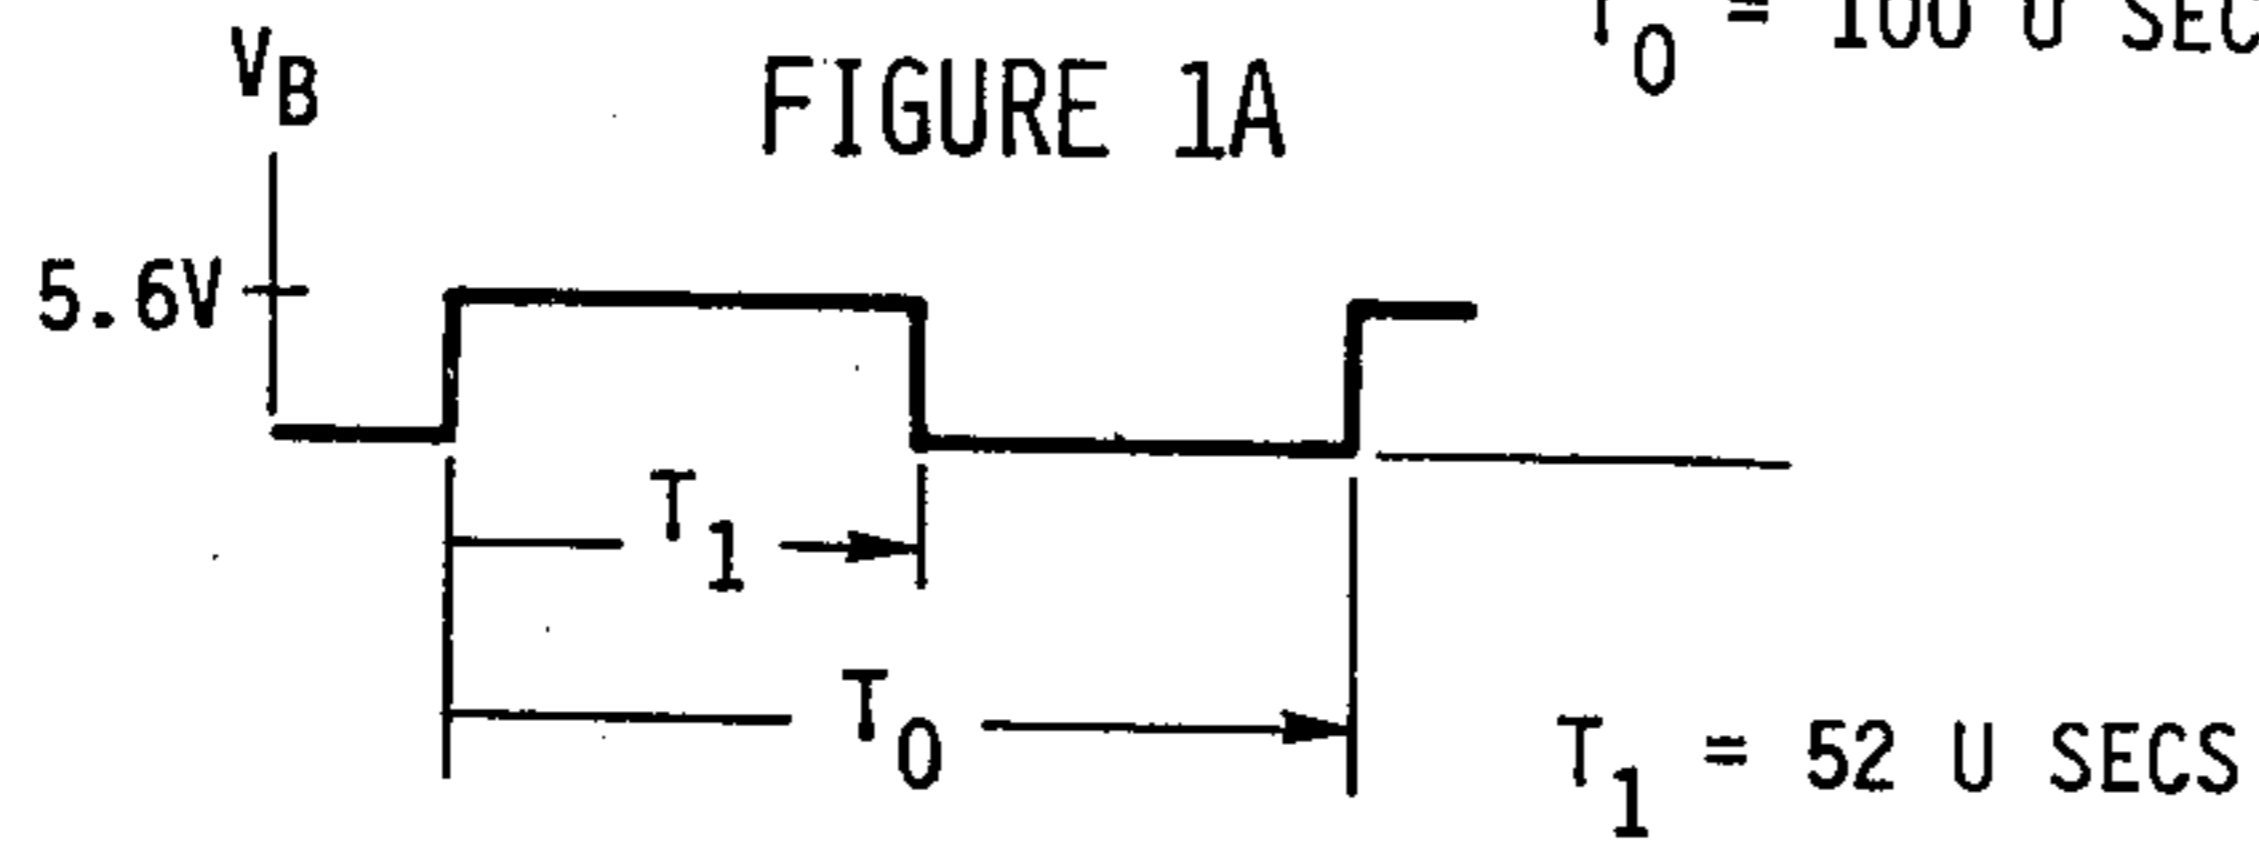 T0 = 100 U SEC
VB
FIGURE 1A
5.6V
T1
T0
T1 = 52 U SECS